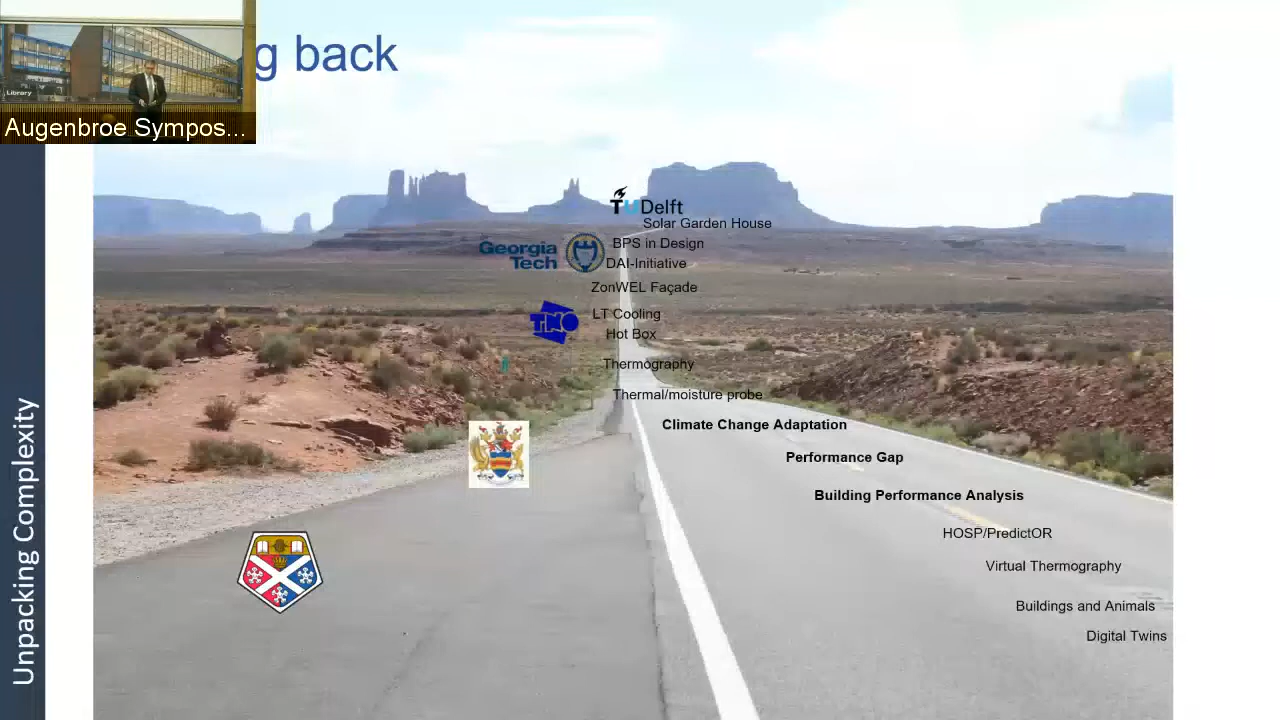 g back
Library
Augenbroe Sympos...
TUDelft
Solar Garden House
Georgia
Tech
BPS in Design
DAI-Initiative
ZonWEL Façade
TNO
LT Cooling
Hot Box
Thermography
Thermal/moisture probe
Climate Change Adaptation
Performance Gap
Building Performance Analysis
HOSP/PredictOR
Virtual Thermography
Buildings and Animals
Digital Twins
Unpacking Complexity